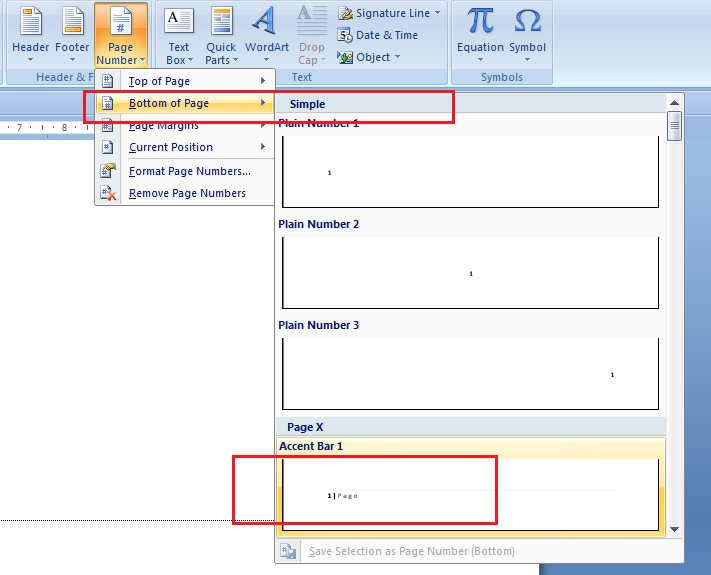 Header Footer Page Number Text Box Quick Parts WordArt Drop Cap Signature Line Equation Symbol
Date & Time
Object
Header & F Text Symbols
Top of Page
Bottom of Page
Page Margins
Current Position
Format Page Numbers...
Remove Page Numbers
7 8
Simple
Plain Number 1
1
Plain Number 2
1
Plain Number 3
1
Page X
Accent Bar 1
1 | Page
Save Selection as Page Number (Bottom)